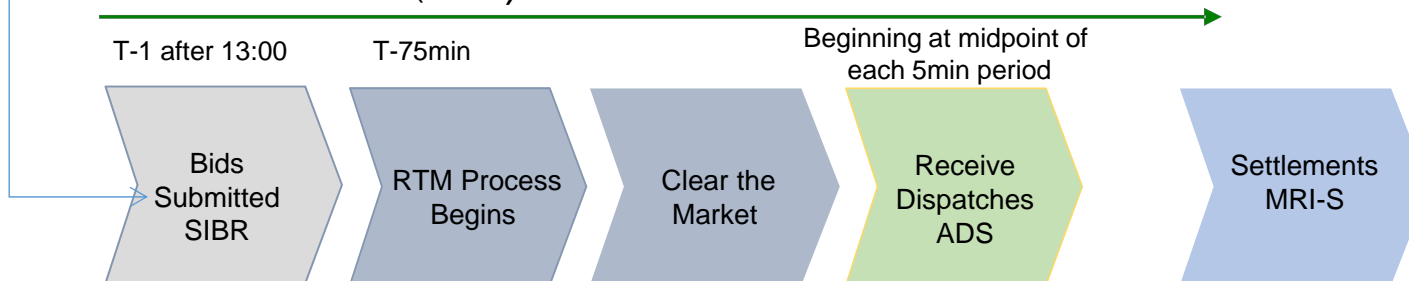 T-1 after 13:00
T-75min
Beginning at midpoint of
each 5min period
Bids
Submitted
SIBR
RTM Process
Begins
Clear the
Market
Receive
Dispatches
ADS
Settlements
MRI-S